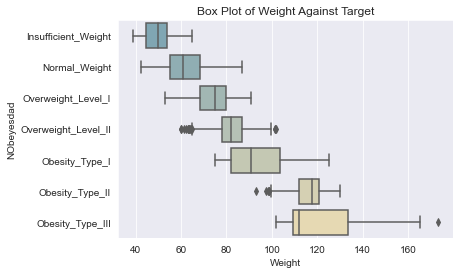 Box Plot of Weight Against Target
NObeyesdad
Insufficient_Weight
Normal_Weight
Overweight_Level_I
Overweight_Level_II
Obesity_Type_I
Obesity_Type_II
Obesity_Type_III
40 60 80 100 120 140 160
Weight